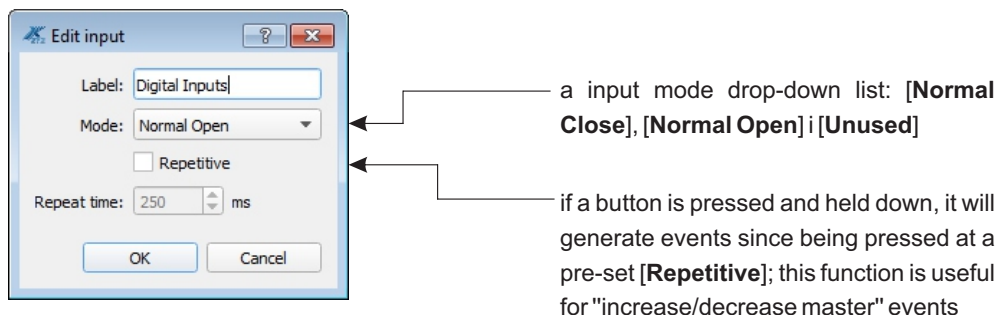 Edit input
Label: Digital Inputs
Mode: Normal Open
Repetitive
Repeat time: 250 ms
OK Cancel
a input mode drop-down list: [Normal
Close], [Normal Open] i [Unused]
if a button is pressed and held down, it will
generate events since being pressed at a
pre-set [Repetitive]; this function is useful
for "increase/decrease master" events